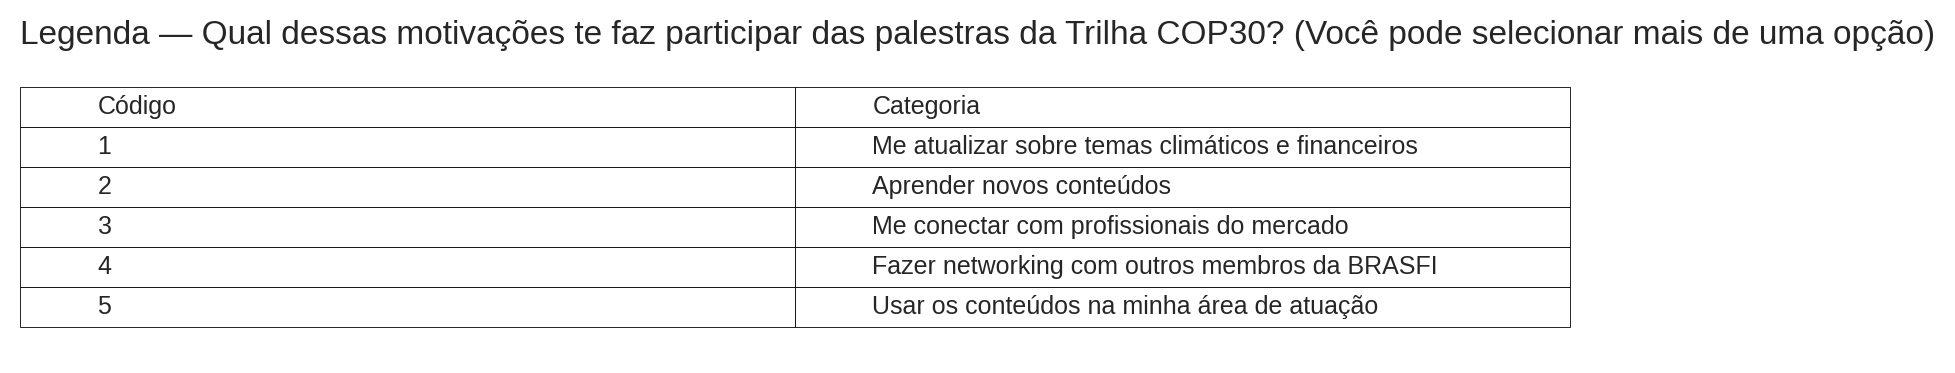 Legenda — Qual dessas motivações te faz participar das palestras da Trilha COP30? (Você pode selecionar mais de uma opção)
Código Categoria
1 Me atualizar sobre temas climáticos e financeiros
2 Aprender novos conteúdos
3 Me conectar com profissionais do mercado
4 Fazer networking com outros membros da BRASFI
5 Usar os conteúdos na minha área de atuação